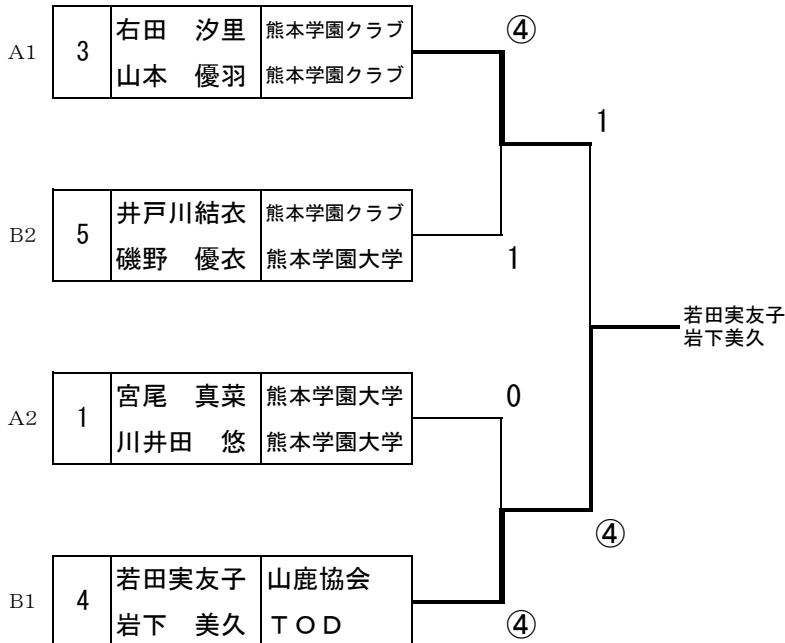 ④
A1 3 右田　汐里 熊本学園クラブ
山本　優羽 熊本学園クラブ
1
B2 5 井戸川結衣 熊本学園クラブ
磯野　優衣 熊本学園大学
1
若田実友子
岩下美久
A2 1 宮尾　真菜 熊本学園大学
川井田　悠 熊本学園大学
0
④
B1 4 若田実友子 山鹿協会
岩下　美久 ＴＯＤ
④